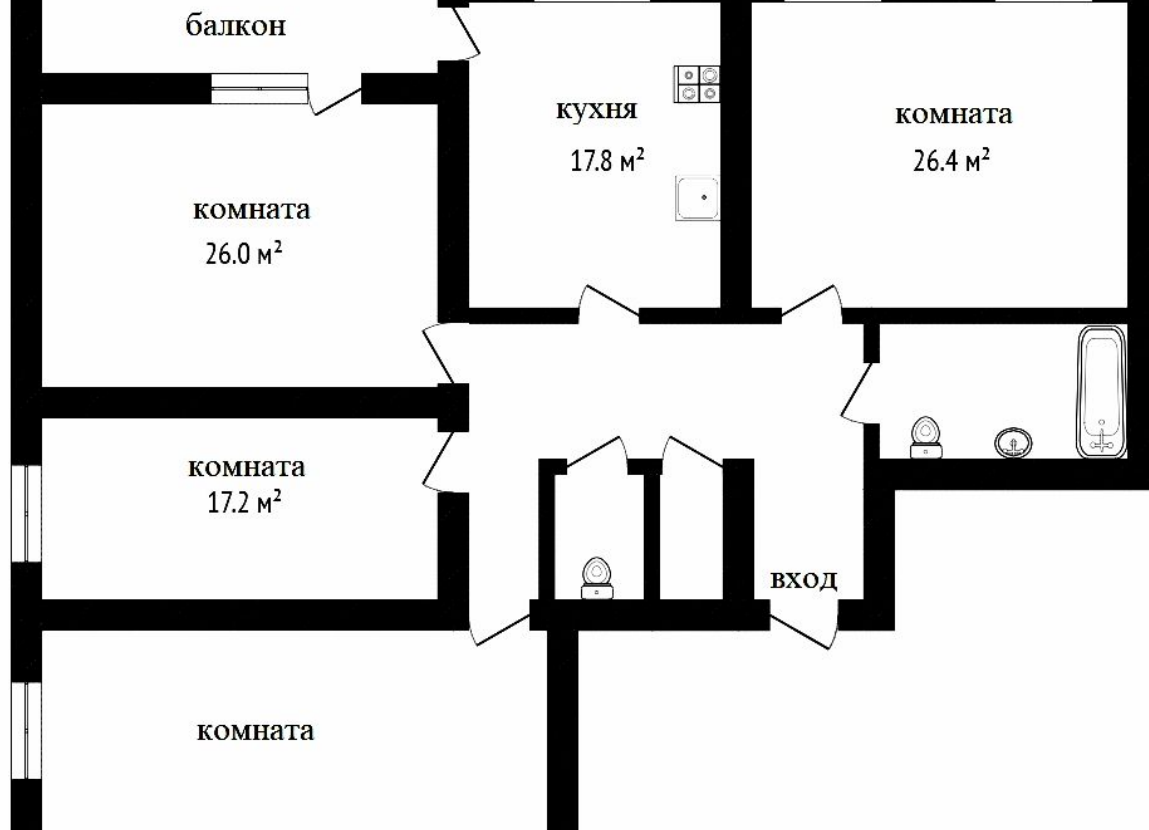 балкон
кухня
17.8 м²
комната
26.4 м²
комната
26.0 м²
комната
17.2 м²
вход
комната